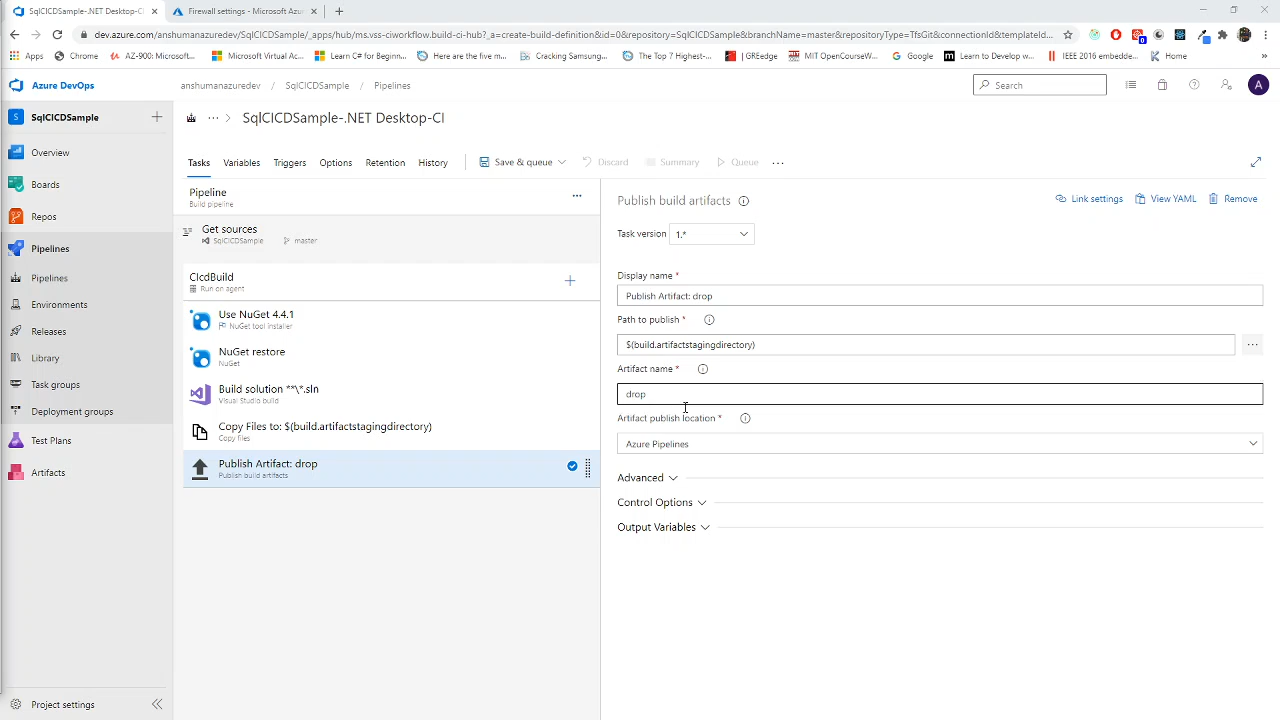 SqlCICDSample-.NET Desktop-CI
Firewall settings - Microsoft Azur
dev.azure.com/anshumanazuredev/SqlCICDSample/_apps/hub/ms.vss-ciworkflow.build-ci-hub?_a=create-build-definition&id=0&repository=SqlCICDSample&branchName=master&repositoryType=TfsGit&connectionId&templateId...
Apps
Chrome
AZ-900: Microsoft...
Microsoft Virtual Ac...
Learn C# for Beginn...
Here are the five m...
Cracking Samsung...
The Top 7 Highest-...
| GREedge
MIT OpenCourseW...
Google
Learn to Develop w...
IEEE 2016 embedde...
Home
»
Azure DevOps
anshumanazuredev / SqlCICDSample / Pipelines
Search
A
S SqlCICDSample
Overview
Boards
Repos
Pipelines
Pipelines
Environments
Releases
Library
Task groups
Deployment groups
Test Plans
Artifacts
Project settings
... > SqlCICDSample-.NET Desktop-CI
Tasks Variables Triggers Options Retention History
Save & queue Discard Summary Queue ...
Pipeline
Build pipeline
Get sources
SqlCICDSample master
CIcdBuild
Run on agent
Use NuGet 4.4.1
NuGet tool installer
NuGet restore
NuGet
Build solution **\*.sln
Visual Studio build
Copy Files to: $(build.artifactstagingdirectory)
Copy files
Publish Artifact: drop
Publish build artifacts
Publish build artifacts
Link settings View YAML Remove
Task version 1.*
Display name *
Publish Artifact: drop
Path to publish *
$(build.artifactstagingdirectory)
Artifact name *
drop
Artifact publish location *
Azure Pipelines
Advanced
Control Options
Output Variables